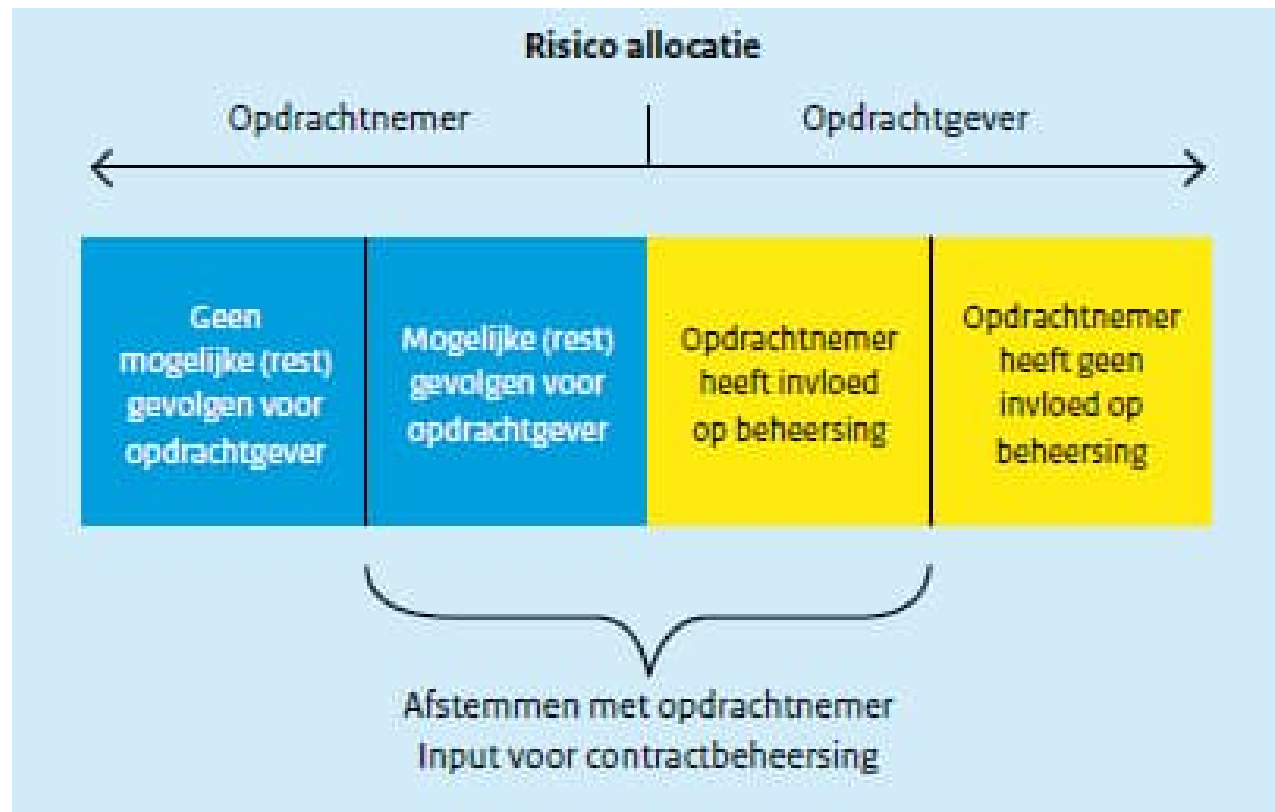 Risico allocatie
Opdrachtnemer
Opdrachtgever
Geen
mogelijke (rest)
gevolgen voor
opdrachtgever
Mogelijke (rest)
gevolgen voor
opdrachtgever
Opdrachtnemer
heeft invloed
op beheersing
Opdrachtnemer
heeft geen
invloed op
beheersing
Afstemmen met opdrachtnemer
Input voor contractbeheersing